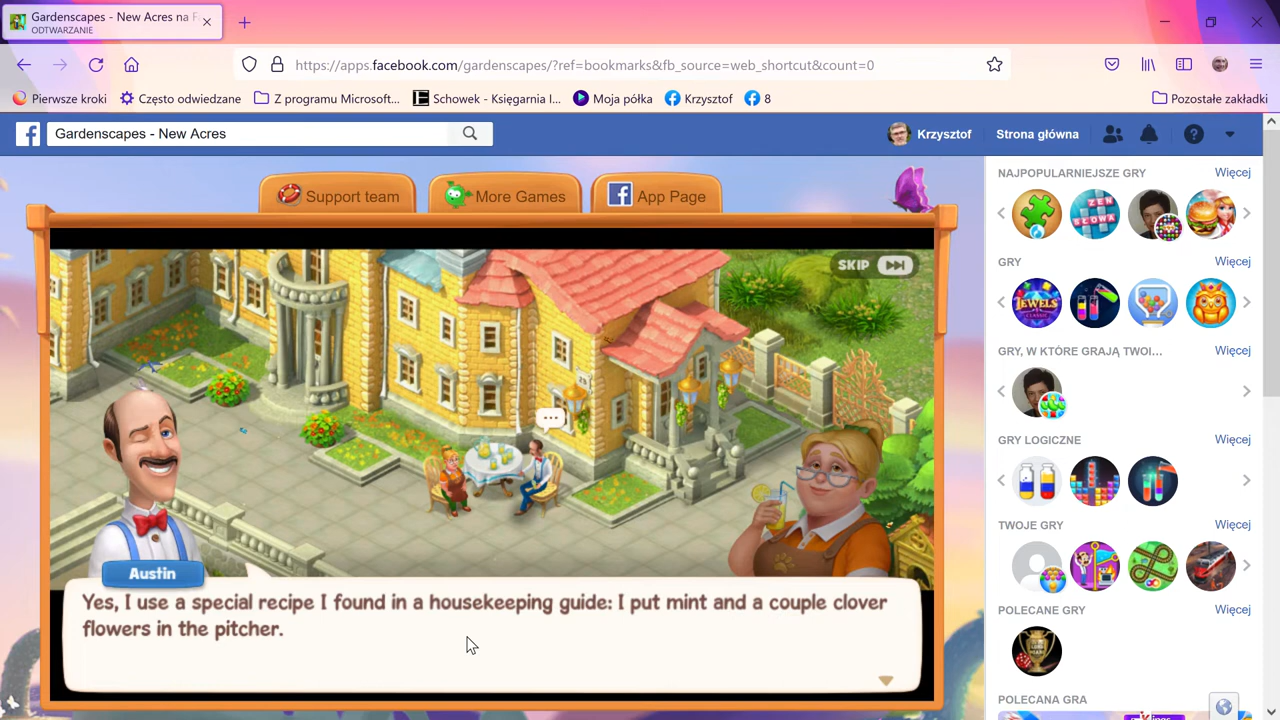 Gardenscapes - New Acres na F
ODTWARZANIE
https://apps.facebook.com/gardenscapes/?ref=bookmarks&fb_source=web_shortcut&count=0
Pierwsze kroki
Często odwiedzane
Z programu Microsoft...
Schowek - Księgarnia I...
Moja półka
Krzysztof
8
Pozostałe zakładki
Gardenscapes - New Acres
Krzysztof
Strona główna
Support team
More Games
App Page
SKIP
Austin
Yes, I use a special recipe I found in a housekeeping guide: I put mint and a couple clover
flowers in the pitcher.
NAJPOPULARNIEJSZE GRY
Więcej
ZEN
SŁOWA
GRY
Więcej
JEWELS
CLASSIC
GRY, W KTÓRE GRAJĄ TWOI...
Więcej
GRY LOGICZNE
Więcej
TWOJE GRY
Więcej
POLECANE GRY
Więcej
POLECANA GRA